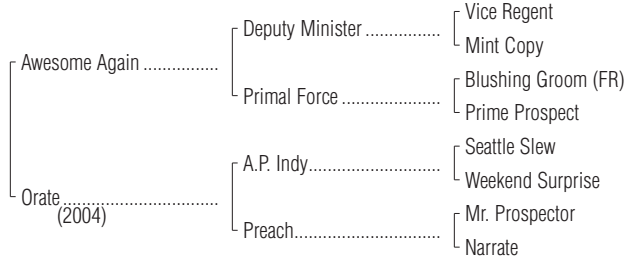 Vice Regent
Deputy Minister ..................
Mint Copy
Awesome Again ................
Blushing Groom (FR)
Primal Force .......................
Prime Prospect
Seattle Slew
A.P. Indy..............................
Weekend Surprise
Orate....................................
(2004)
Mr. Prospector
Preach.................................
Narrate